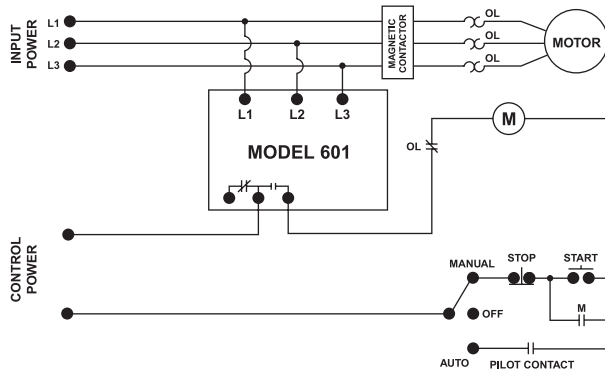 INPUT
POWER
L1
L2
L3
MAGNETIC
CONTACTOR
OL
OL
OL
MOTOR
L1 L2 L3
MODEL 601
OL
M
CONTROL
POWER
MANUAL
STOP
START
OFF
M
AUTO
PILOT CONTACT